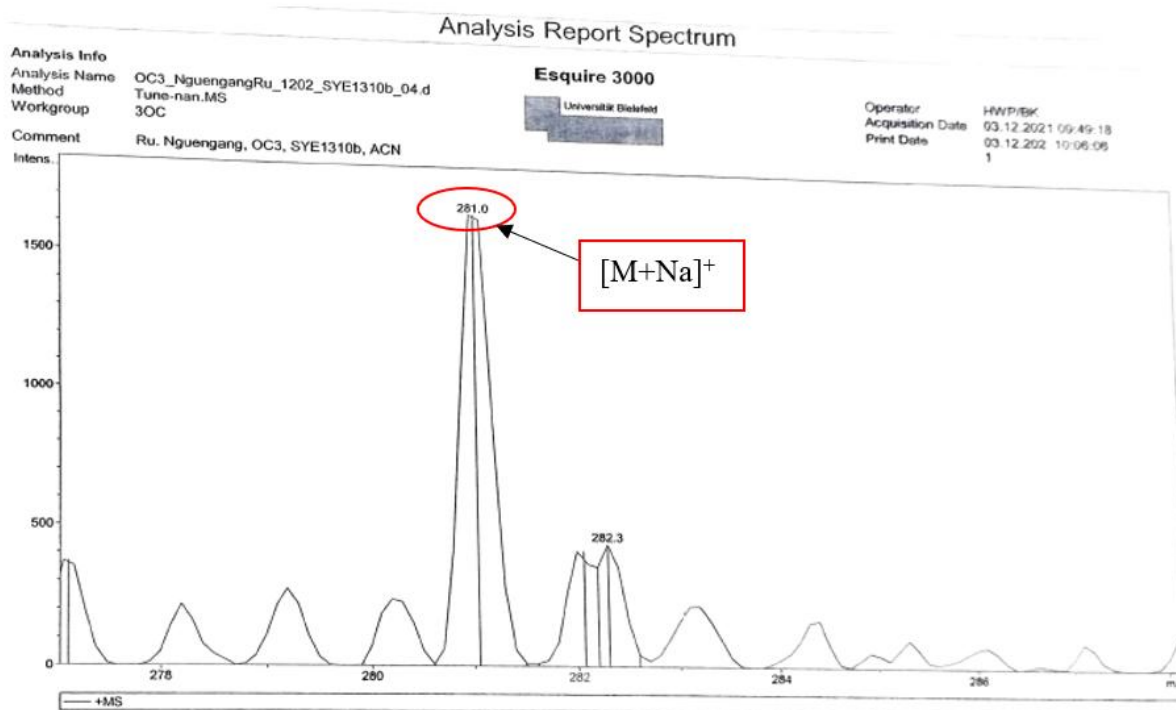 Analysis Report Spectrum
Analysis Info
Analysis Name OC3_NguengangRu_1202_SYE1310b_04.d
Method Tune-nan.MS
Workgroup 3OC
Comment Ru. Nguengang, OC3, SYE1310b, ACN
Esquire 3000
Universität Bielefeld
Operator HWP/BK
Acquisition Date 03.12.2021 09:49:18
Print Date 03.12.202 10:06:06
1
Intens.
281.0
1500
[M+Na]⁺
1000
500
282.3
0
278 280 282 284 286 m
+MS